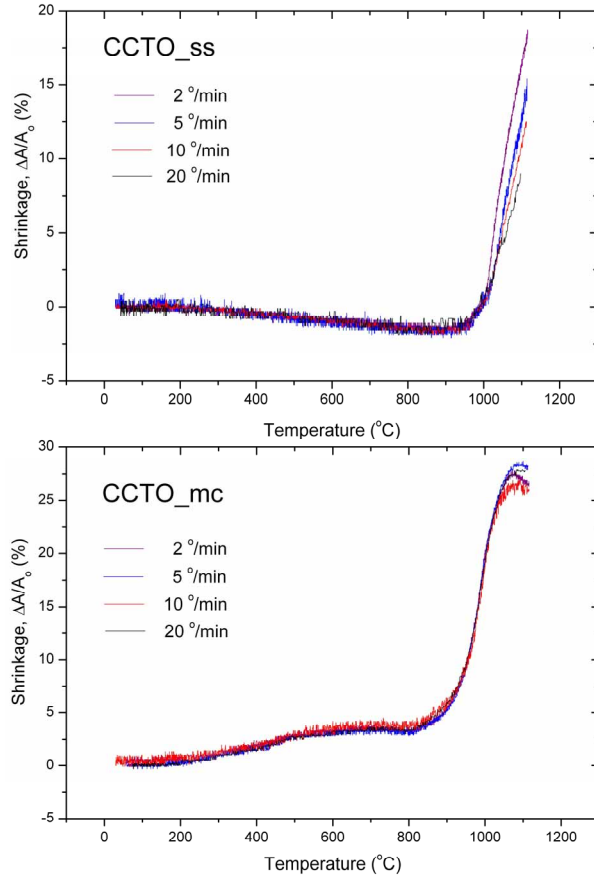 20
15
10
5
0
-5
Shrinkage, ΔA/Aₒ (%)
CCTO_ss
2 °/min
5 °/min
10 °/min
20 °/min
0 200 400 600 800 1000 1200
Temperature (°C)
30
25
20
15
10
5
0
-5
Shrinkage, ΔA/Aₒ (%)
CCTO_mc
2 °/min
5 °/min
10 °/min
20 °/min
0 200 400 600 800 1000 1200
Temperature (°C)